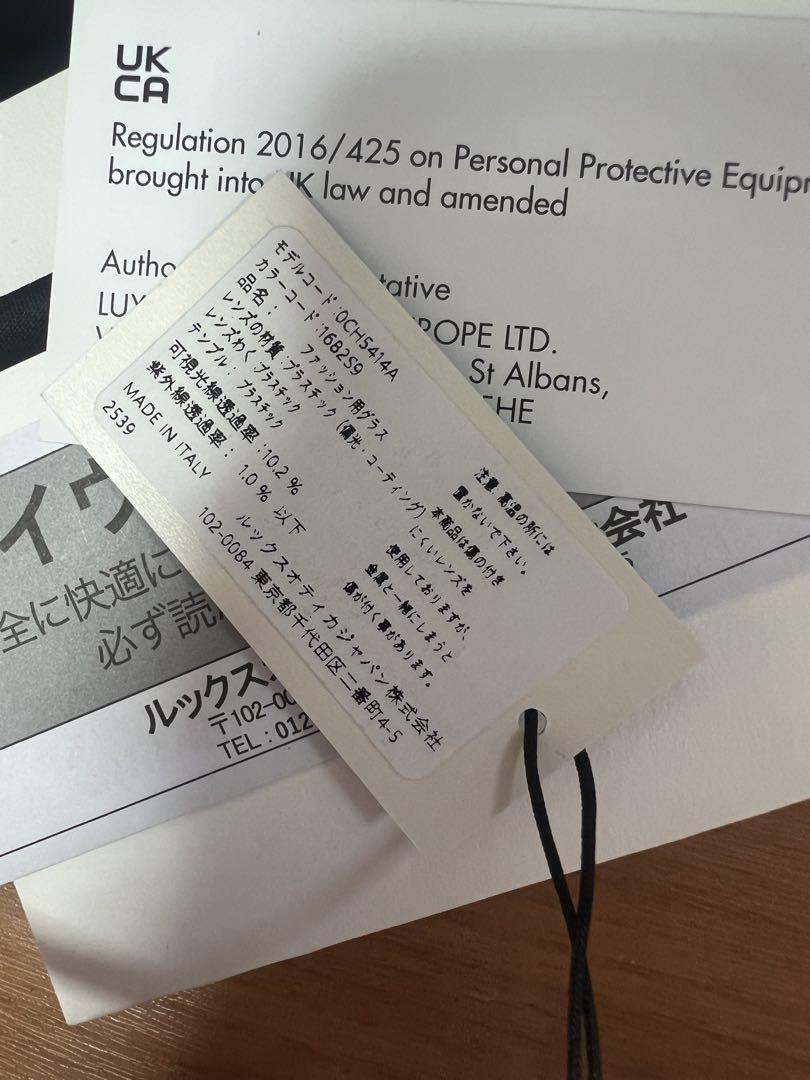 UK
CA
Regulation 2016/425 on Personal Protective
brought into UK law and amended
LTD.
St Albans,
モデルコード:0CH5414A
カラーコード:1682S9
品名: ファッション用グラス
レンズの材質:プラスチック(偏光・コーティング)
レンズわく:プラスチック
テンプル: プラスチック
可視光線透過率:10.2 %
紫外線透過率: 1.0 % 以下
MADE IN ITALY
2539
ルックスオティカジャパン株式会社
102-0084 東京都千代田区二番町4-5
注意:高温の所には
置かないで下さい。
本商品は傷の付き
にくいレンズを
使用しておりますが、
金属と一緒にしまうと
傷が付く事があります。
会社
全に快適に
必ず読
ルックス
〒102-00
TEL : 012